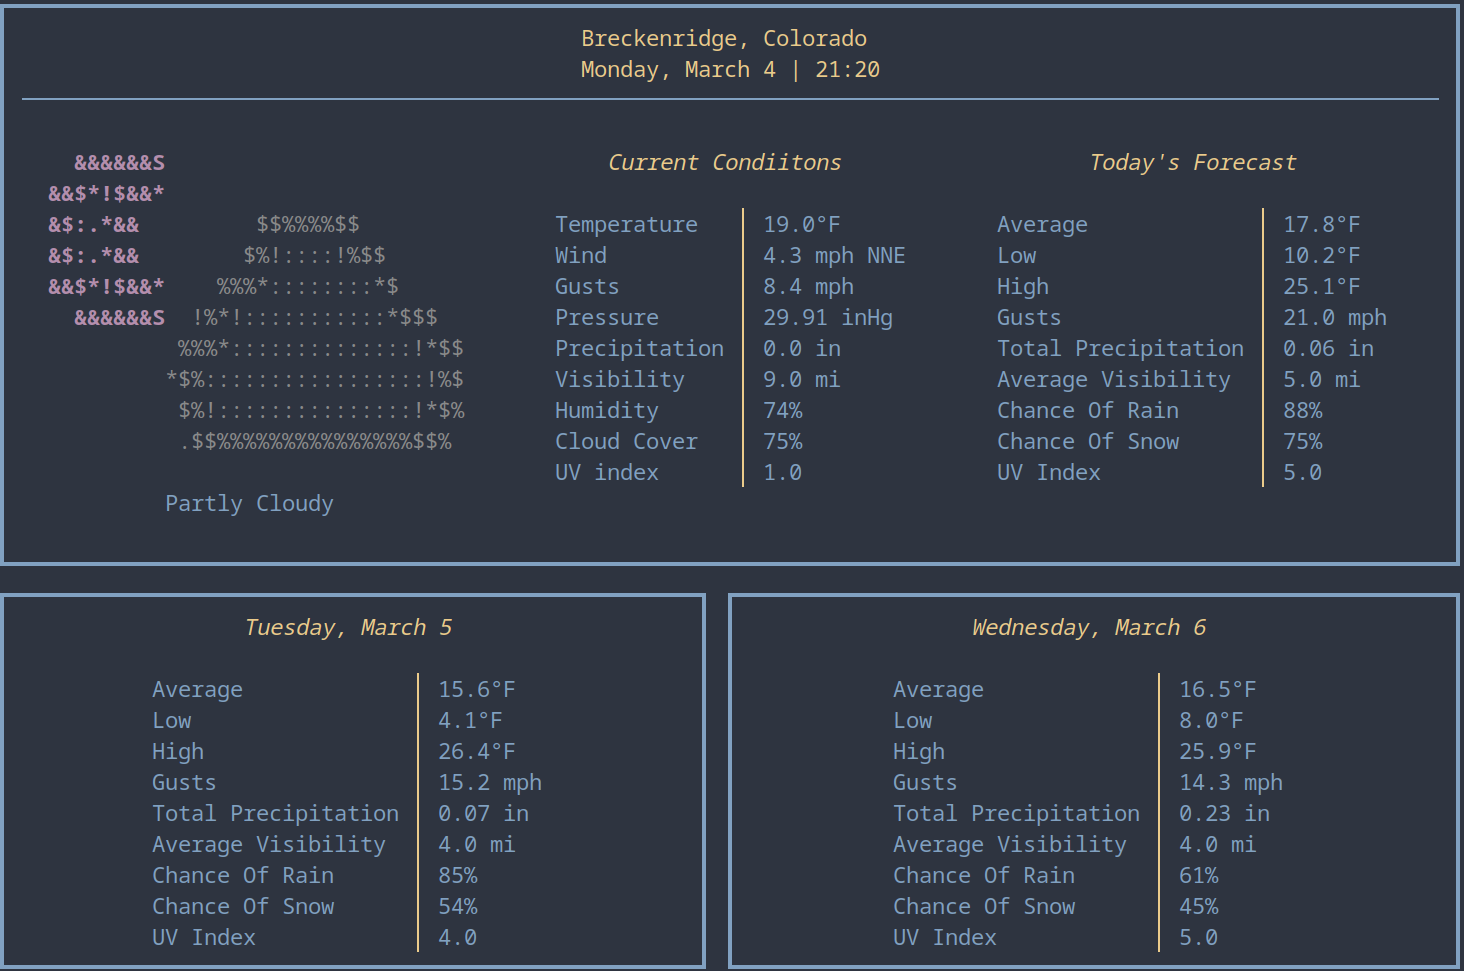 Breckenridge, Colorado
Monday, March 4 | 21:20
&&&&&&S
&&$*!$&&*
&$:.*&& $$%%%%$$
&$:.*&& $%!::::!%$$
&&$*!$&&* %%%*::::::::*$
&&&&&&S !%*!:::::::::::*$$$
%%%*::::::::::::::!*$$
*$%:::::::::::::::::!%$
$%!:::::::::::::::!*$%
.$$%%%%%%%%%%%%%%%$$%
Partly Cloudy
Current Condiitons
Temperature 19.0°F
Wind 4.3 mph NNE
Gusts 8.4 mph
Pressure 29.91 inHg
Precipitation 0.0 in
Visibility 9.0 mi
Humidity 74%
Cloud Cover 75%
UV index 1.0
Today's Forecast
Average 17.8°F
Low 10.2°F
High 25.1°F
Gusts 21.0 mph
Total Precipitation 0.06 in
Average Visibility 5.0 mi
Chance Of Rain 88%
Chance Of Snow 75%
UV Index 5.0
Tuesday, March 5
Average 15.6°F
Low 4.1°F
High 26.4°F
Gusts 15.2 mph
Total Precipitation 0.07 in
Average Visibility 4.0 mi
Chance Of Rain 85%
Chance Of Snow 54%
UV Index 4.0
Wednesday, March 6
Average 16.5°F
Low 8.0°F
High 25.9°F
Gusts 14.3 mph
Total Precipitation 0.23 in
Average Visibility 4.0 mi
Chance Of Rain 61%
Chance Of Snow 45%
UV Index 5.0